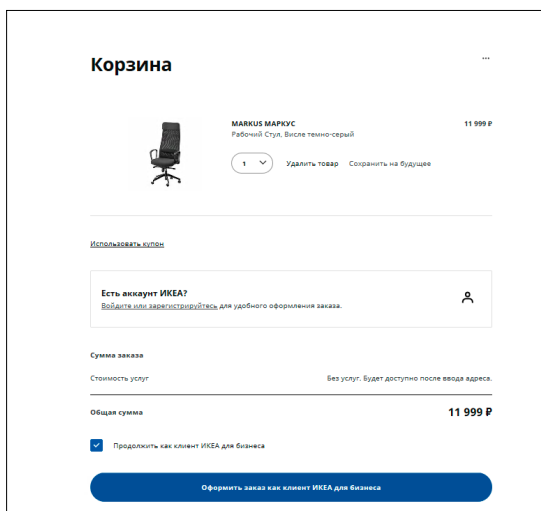 Корзина
...
MARKUS МАРКУС 11 999 ₽
Рабочий Стул, Висле темно-серый
1 Удалить товар Сохранить на будущее
Использовать купон
Есть аккаунт ИКЕА?
Войдите или зарегистрируйтесь для удобного оформления заказа.
Сумма заказа
Стоимость услуг Без услуг. Будет доступно после ввода адреса.
Общая сумма 11 999 ₽
Продолжить как клиент ИКЕА для бизнеса
Оформить заказ как клиент ИКЕА для бизнеса